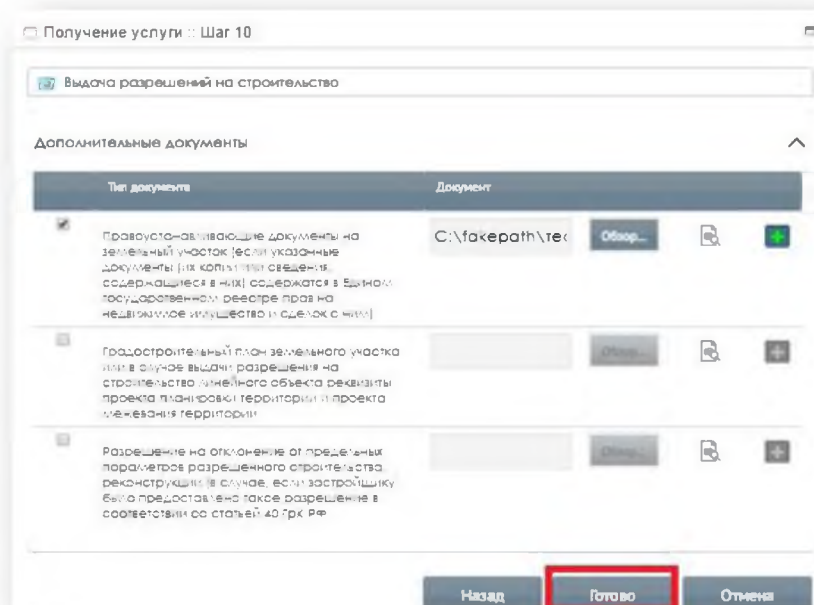 Получение услуги :: Шаг 10
Выдача разрешений на строительство
Дополнительные документы
Тип документа Документ
Правоустанавливающие документы на
земельный участок (если указанные
документы (их копии или сведения,
содержащиеся в них) содержатся в Едином
государственном реестре прав на
недвижимое имущество и сделок с ним)
C:\fakepath\тес Обзор...
Градостроительный план земельного участка
или в случае выдачи разрешения на
строительство линейного объекта реквизиты
проекта планировки территории и проекта
межевания территории
Обзор...
Разрешение на отклонение от предельных
параметров разрешенного строительства,
реконструкции (в случае, если застройщику
было предоставлено такое разрешение в
соответствии со статьей 40 ГрК РФ
Обзор...
Назад Готово Отмена